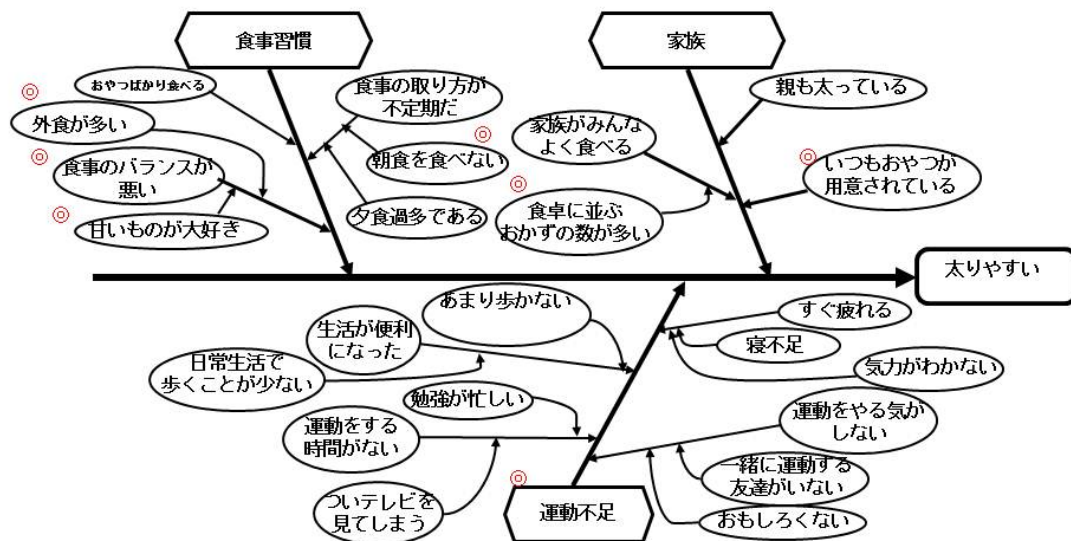 食事習慣
家族
おやつばかり食べる
食事の取り方が
不定期だ
親も太っている
◎
外食が多い
家族がみんな
よく食べる
◎
朝食を食べない
◎
食事のバランスが
悪い
◎
いつもおやつが
用意されている
◎
甘いものが大好き
夕食過多である
◎
食卓に並ぶ
おかずの数が多い
太りやすい
あまり歩かない
すぐ疲れる
生活が便利
になった
寝不足
日常生活で
歩くことが少ない
気力がわかない
勉強が忙しい
運動をやる気が
しない
運動をする
時間がない
一緒に運動する
友達がいない
ついテレビを
見てしまう
◎
運動不足
おもしろくない